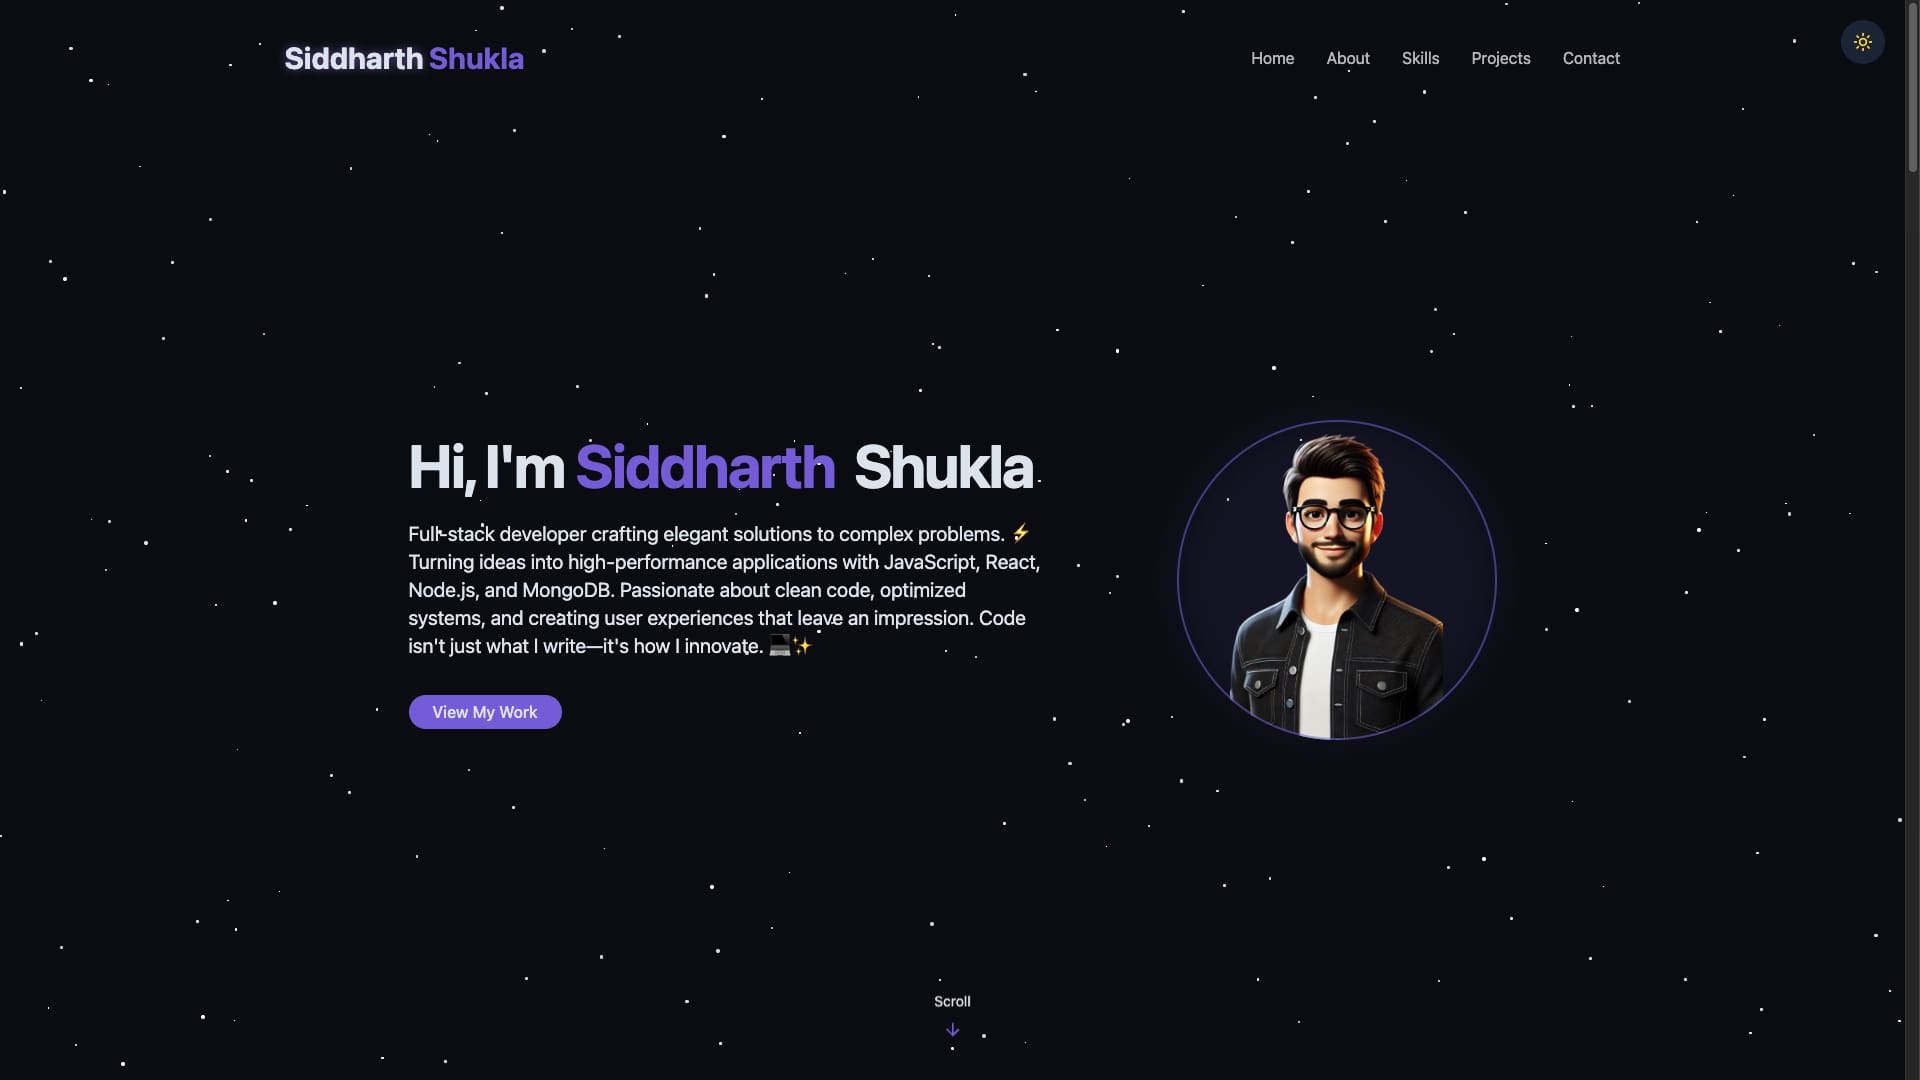 Siddharth Shukla
Home About Skills Projects Contact
Hi, I'm Siddharth Shukla
Full-stack developer crafting elegant solutions to complex problems. ⚡
Turning ideas into high-performance applications with JavaScript, React,
Node.js, and MongoDB. Passionate about clean code, optimized
systems, and creating user experiences that leave an impression. Code
isn't just what I write—it's how I innovate. 💻✨
View My Work
Scroll